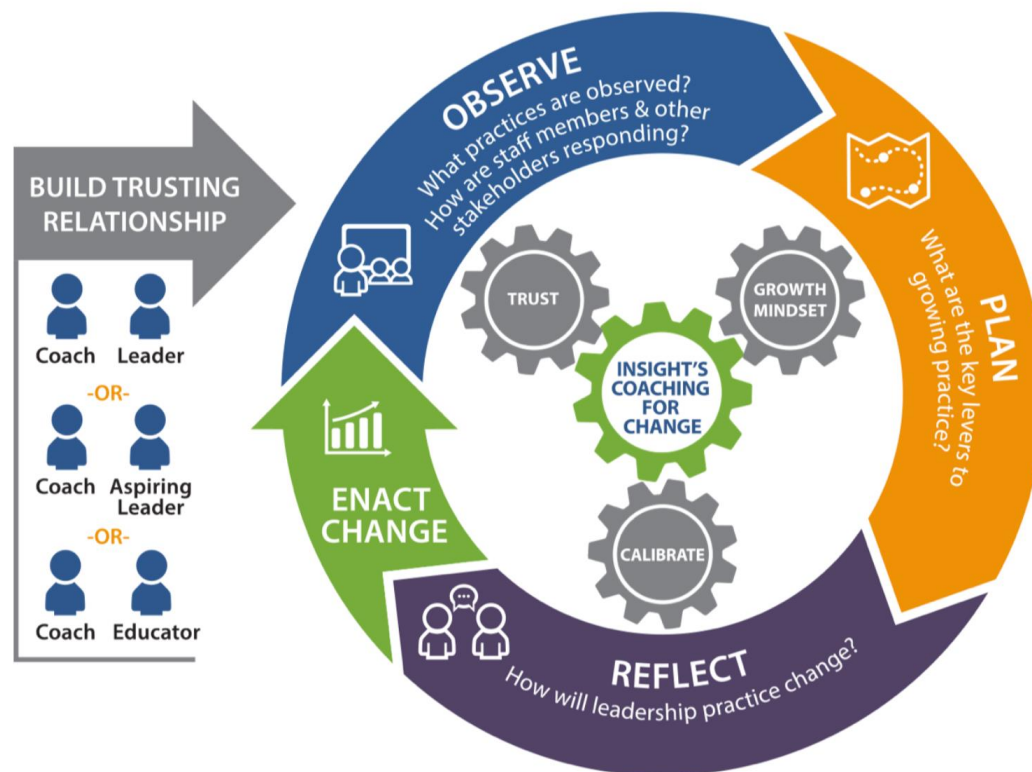 BUILD TRUSTING
RELATIONSHIP
Coach Leader
-OR-
Coach Aspiring
Leader
-OR-
Coach Educator
OBSERVE
What practices are observed?
How are staff members & other
stakeholders responding?
PLAN
What are the key levers to
growing practice?
REFLECT
How will leadership practice change?
ENACT
CHANGE
TRUST
GROWTH
MINDSET
INSIGHT'S
COACHING
FOR
CHANGE
CALIBRATE